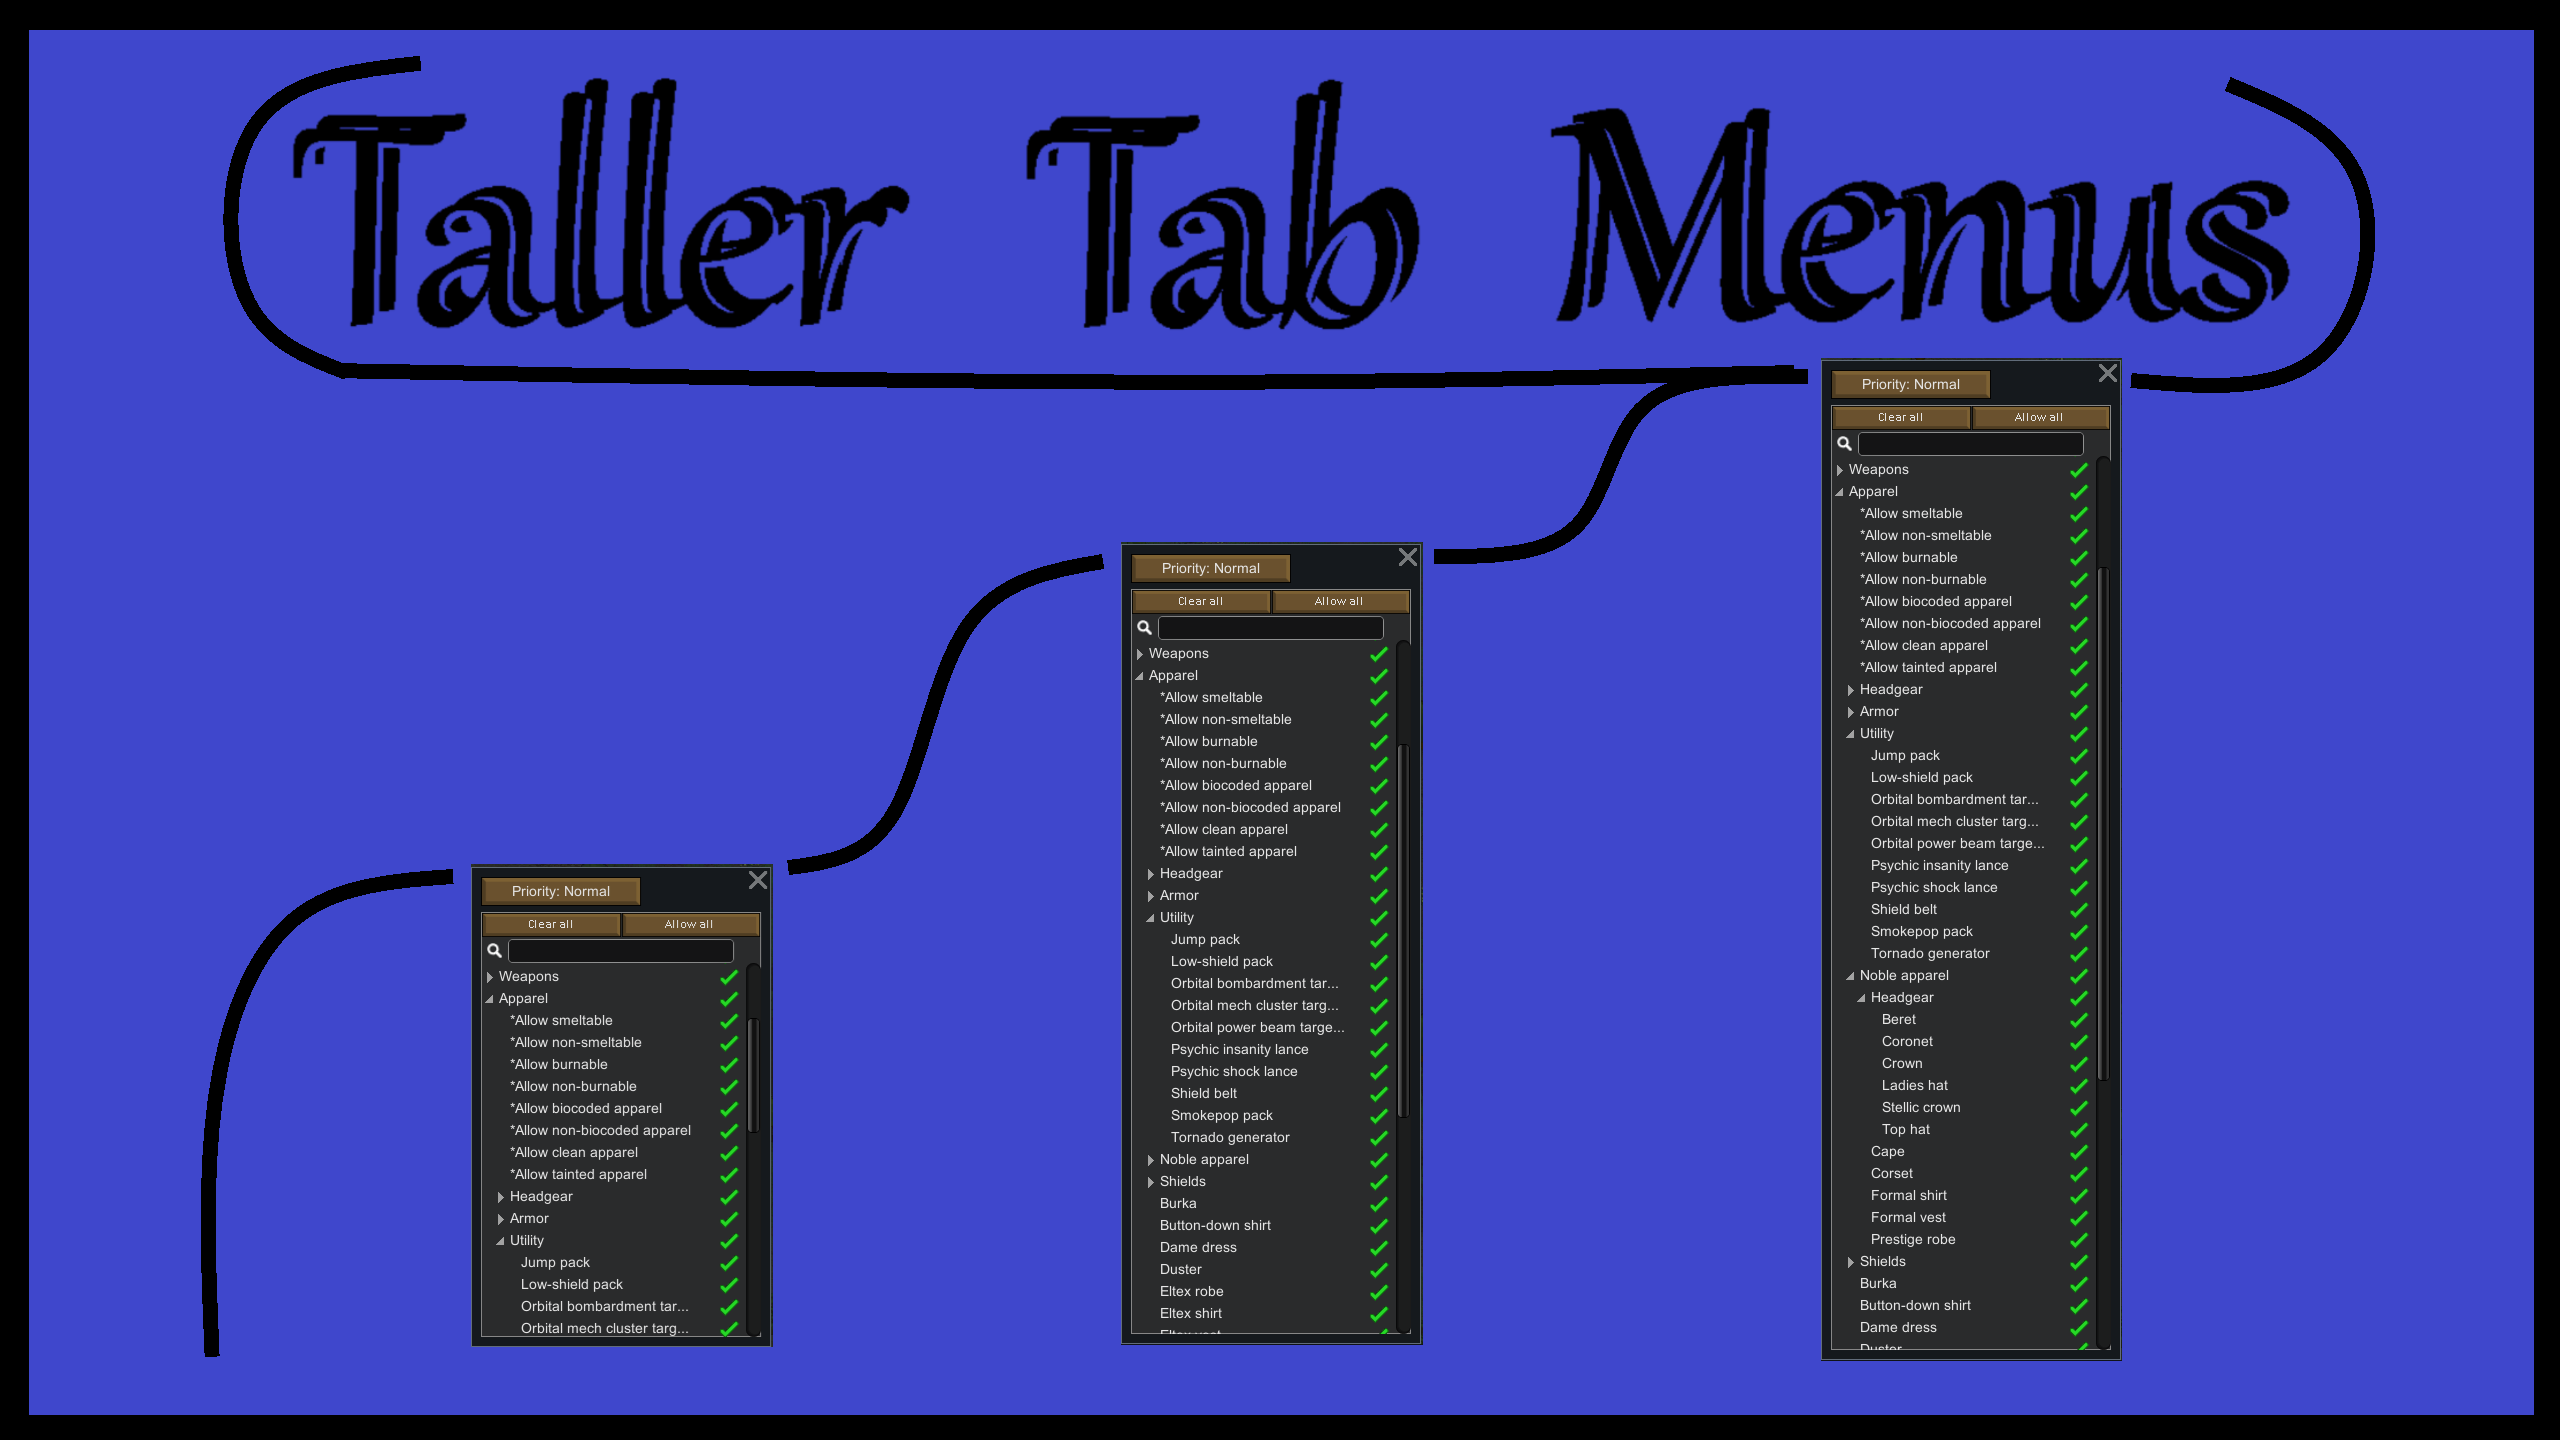 Taller Tab Menus
Priority: Normal
Clear all Allow all
Weapons
Apparel
*Allow smeltable
*Allow non-smeltable
*Allow burnable
*Allow non-burnable
*Allow biocoded apparel
*Allow non-biocoded apparel
*Allow clean apparel
*Allow tainted apparel
Headgear
Armor
Utility
Jump pack
Low-shield pack
Orbital bombardment tar...
Orbital mech cluster targ...
Priority: Normal
Clear all Allow all
Weapons
Apparel
*Allow smeltable
*Allow non-smeltable
*Allow burnable
*Allow non-burnable
*Allow biocoded apparel
*Allow non-biocoded apparel
*Allow clean apparel
*Allow tainted apparel
Headgear
Armor
Utility
Jump pack
Low-shield pack
Orbital bombardment tar...
Orbital mech cluster targ...
Orbital power beam targe...
Psychic insanity lance
Psychic shock lance
Shield belt
Smokepop pack
Tornado generator
Noble apparel
Shields
Burka
Button-down shirt
Dame dress
Duster
Eltex robe
Eltex shirt
Priority: Normal
Clear all Allow all
Weapons
Apparel
*Allow smeltable
*Allow non-smeltable
*Allow burnable
*Allow non-burnable
*Allow biocoded apparel
*Allow non-biocoded apparel
*Allow clean apparel
*Allow tainted apparel
Headgear
Armor
Utility
Jump pack
Low-shield pack
Orbital bombardment tar...
Orbital mech cluster targ...
Orbital power beam targe...
Psychic insanity lance
Psychic shock lance
Shield belt
Smokepop pack
Tornado generator
Noble apparel
Headgear
Beret
Coronet
Crown
Ladies hat
Stellic crown
Top hat
Cape
Corset
Formal shirt
Formal vest
Prestige robe
Shields
Burka
Button-down shirt
Dame dress
Duster